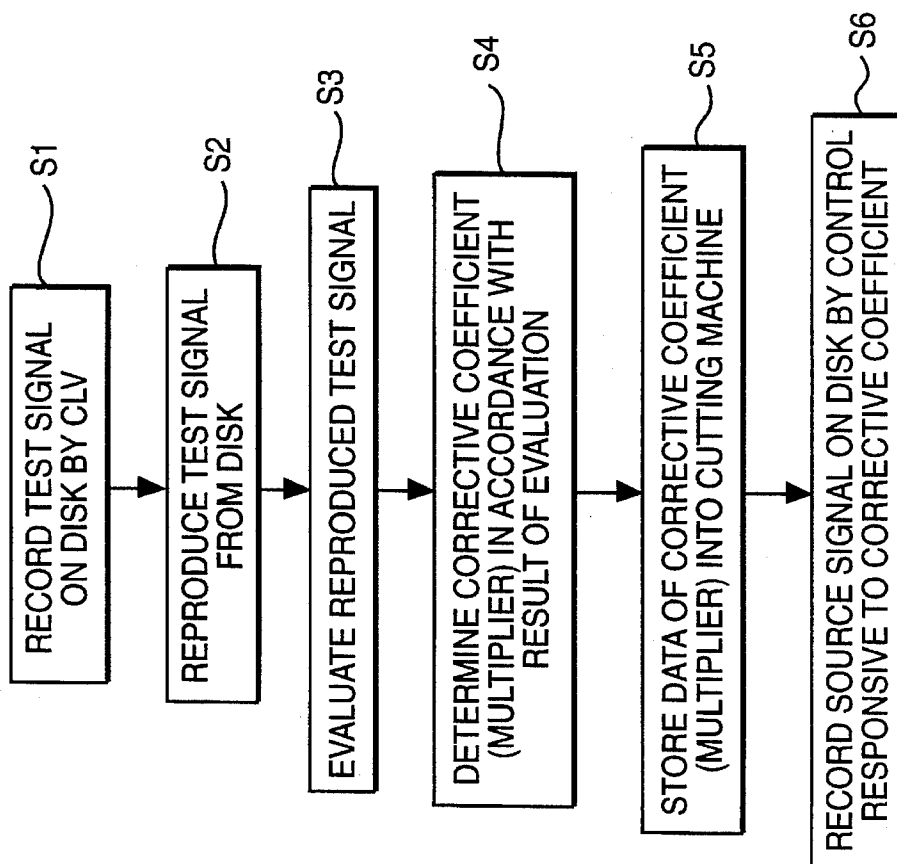 RECORD TEST SIGNAL
ON DISK BY CLV
S1
REPRODUCE TEST SIGNAL
FROM DISK
S2
EVALUATE REPRODUCED TEST SIGNAL
S3
DETERMINE CORRECTIVE COEFFICIENT
(MULTIPLIER) IN ACCORDANCE WITH
RESULT OF EVALUATION
S4
STORE DATA OF CORRECTIVE COEFFICIENT
(MULTIPLIER) INTO CUTTING MACHINE
S5
RECORD SOURCE SIGNAL ON DISK BY CONTROL
RESPONSIVE TO CORRECTIVE COEFFICIENT
S6